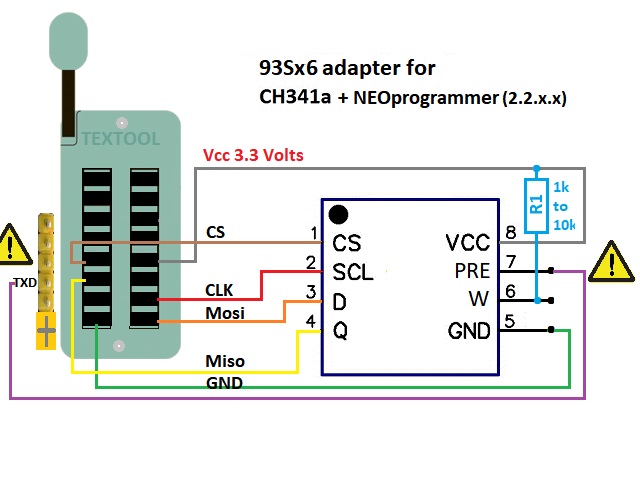 93Sx6 adapter for
CH341a + NEOprogrammer (2.2.x.x)
TEXTOOL
Vcc 3.3 Volts
R1
1k
to
10k
CS
1
CS
VCC
8
2
SCL
PRE
7
TXD
CLK
3
D
W
6
Mosi
4
Q
GND
5
Miso
GND